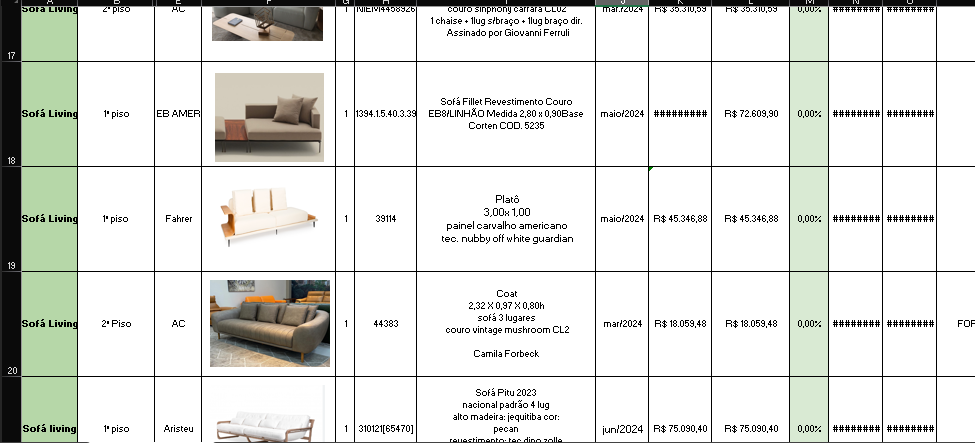 A B E F G H I J K L M N O
Sofá Living 2º piso AC 1 NIEM4458926 couro sinphony carrara CL02 mar./2024 R$ 35.310,59 R$ 35.310,59 0,00% ######## ########
1 chaise + 1lug s/braço + 1lug braço dir.
Assinado por Giovanni Ferruli
17
Sofá Fillet Revestimento Couro
Sofá Living 1º piso EB AMER 1 1394.1.5.40.3.39 EB8/LINHÃO Medida 2,80 x 0,90Base maio/2024 ######### R$ 72.609,90 0,00% ######## ########
Corten COD. 5235
18
Platô
3,00x 1,00
Sofá Living 1º piso Fahrer 1 39114 painel carvalho americano maio/2024 R$ 45.346,88 R$ 45.346,88 0,00% ######## ########
tec. nubby off white guardian
19
Coat
2,32 X 0,97 X 0,80h
Sofá Living 2º Piso AC 1 44383 sofá 3 lugares mar/2024 R$ 18.059,48 R$ 18.059,48 0,00% ######## ######## FOR
couro vintage mushroom CL2
Camila Forbeck
20
Sofá Pitu 2023
nacional padrão 4 lug
alto madeira: jequitiba cor:
Sofá living 1º piso Aristeu 1 310121[65470] pecan jun/2024 R$ 75.090,40 R$ 75.090,40 0,00% ######## ########
revestimento: tec dino zolle